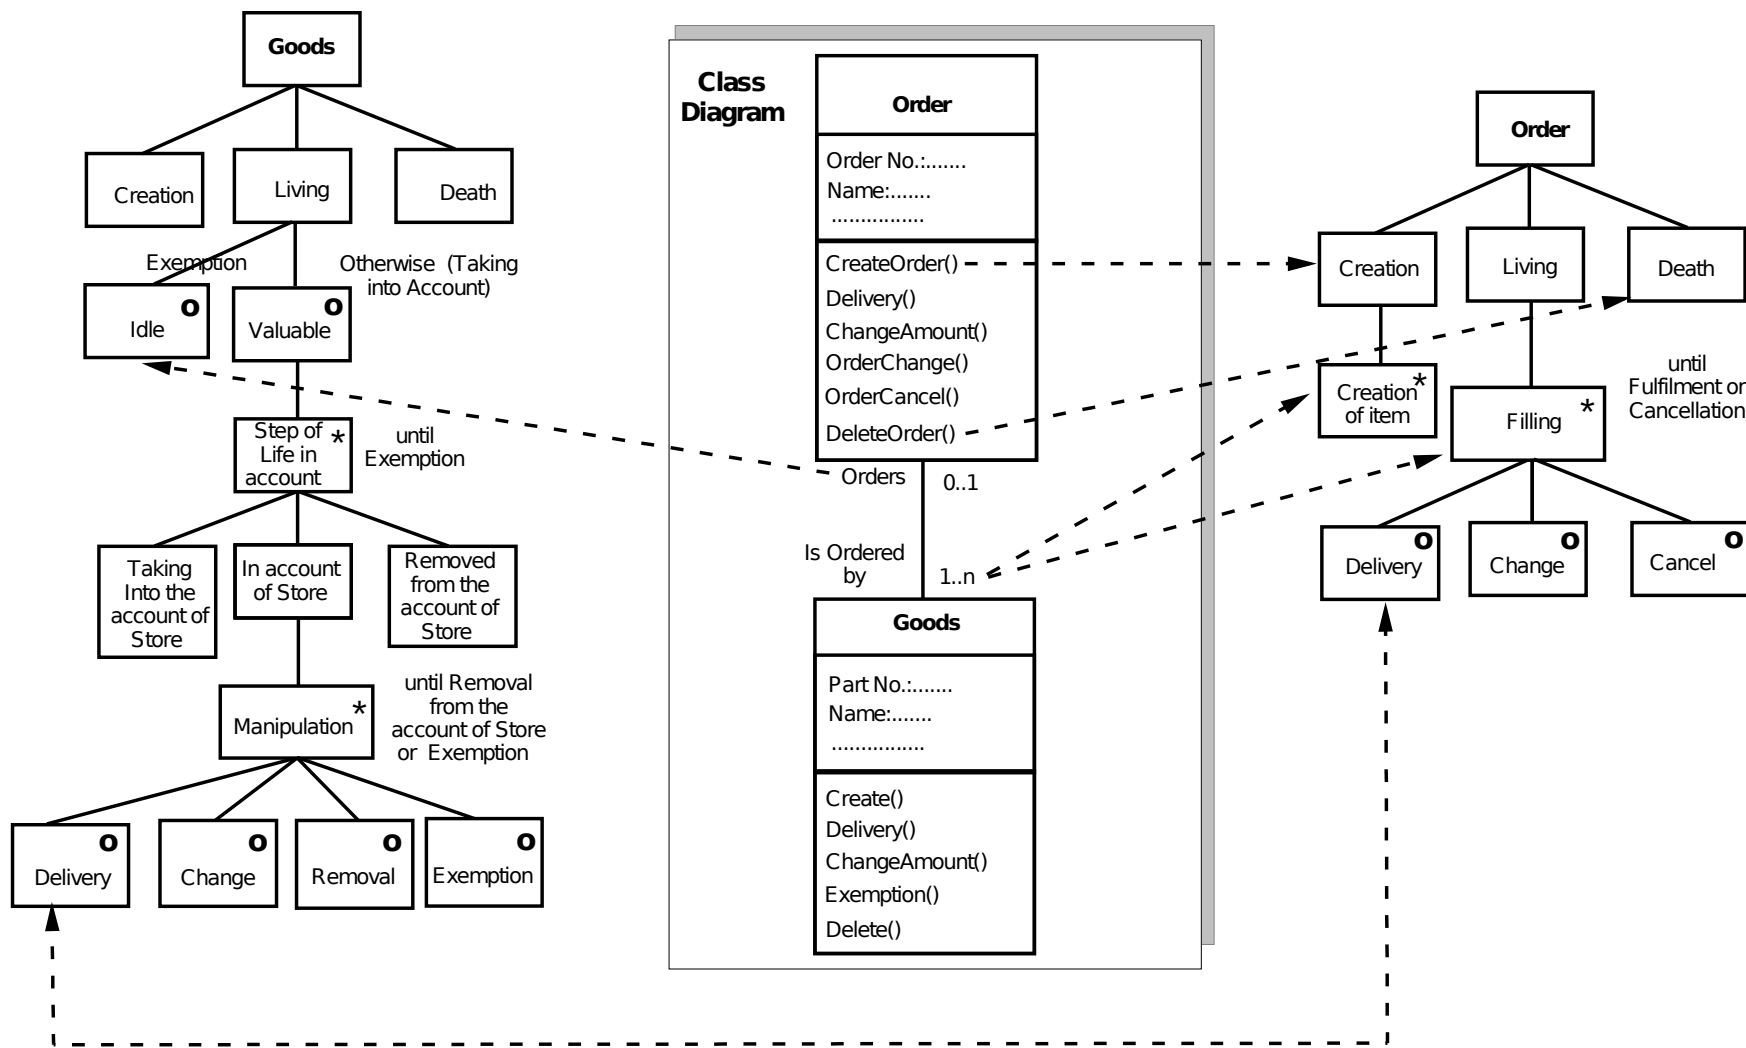 Goods
Creation
Living
Death
Exemption
Otherwise (Taking
into Account)
Idle
o
Valuable
o
Step of
Life in
account
*
until
Exemption
Taking
Into the
account of
Store
In account
of Store
Removed
from the
account of
Store
Manipulation
*
until Removal
from the
account of Store
or Exemption
Delivery
o
Change
o
Removal
o
Exemption
o
Class
Diagram
Order
Order No.:.......
Name:.......
................
CreateOrder()
Delivery()
ChangeAmount()
OrderChange()
OrderCancel()
DeleteOrder()
Orders
0..1
Is Ordered
by
1..n
Goods
Part No.:.......
Name:.......
................
Create()
Delivery()
ChangeAmount()
Exemption()
Delete()
Order
Creation
Living
Death
Creation
of item
*
Filling
*
until
Fulfilment or
Cancellation
Delivery
o
Change
o
Cancel
o